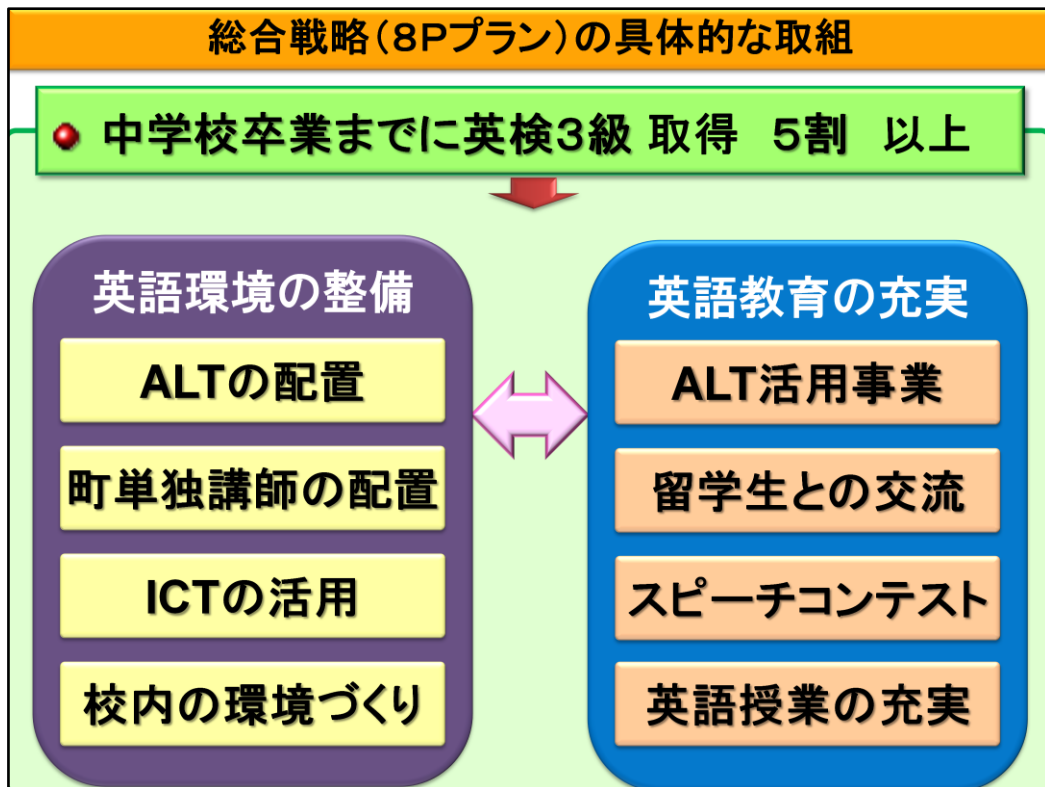 総合戦略(8Pプラン)の具体的な取組
中学校卒業までに英検3級 取得 5割 以上
英語環境の整備
ALTの配置
町単独講師の配置
ICTの活用
校内の環境づくり
英語教育の充実
ALT活用事業
留学生との交流
スピーチコンテスト
英語授業の充実